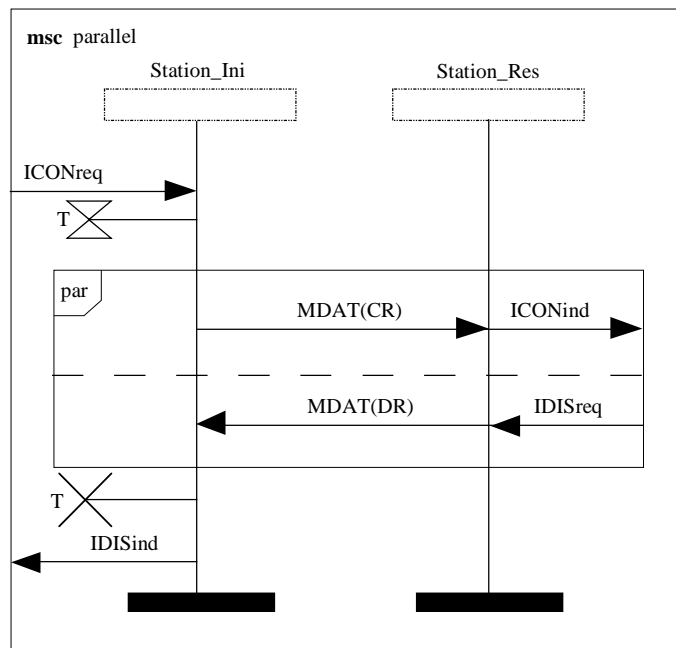 msc parallel
Station_Ini
Station_Res
ICONreq
T
par
MDAT(CR)
ICONind
MDAT(DR)
IDISreq
T
IDISind